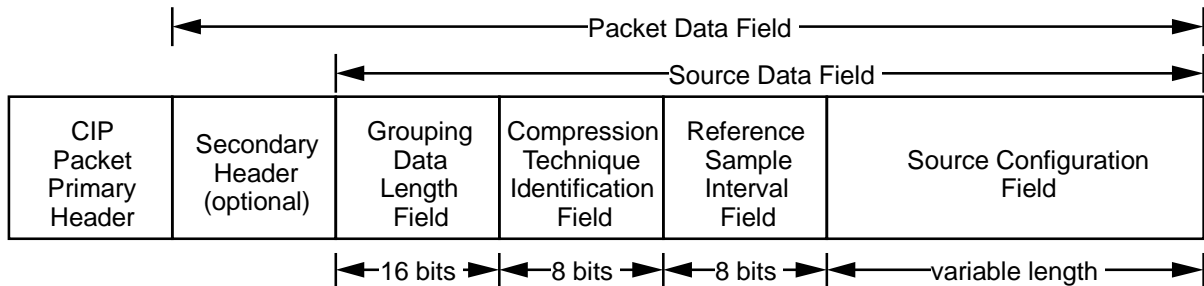 Packet Data Field
Source Data Field
CIP
Packet
Primary
Header
Secondary
Header
(optional)
Grouping
Data
Length
Field
Compression
Technique
Identification
Field
Reference
Sample
Interval
Field
Source Configuration
Field
16 bits
8 bits
8 bits
variable length